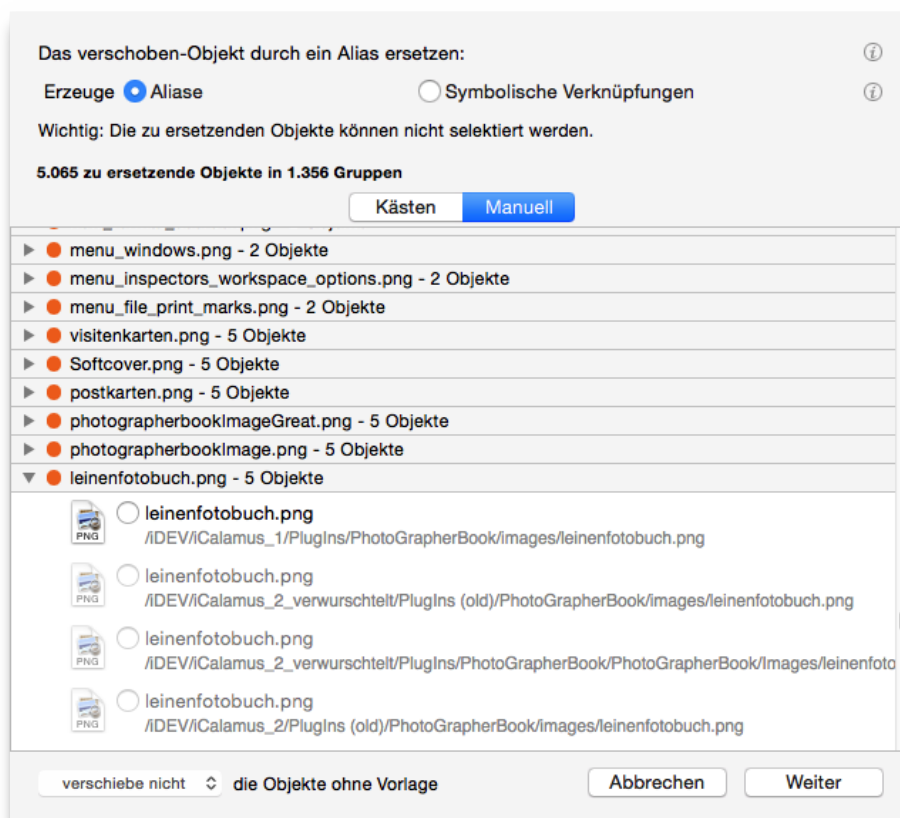 Das verschoben-Objekt durch ein Alias ersetzen:
Erzeuge Aliase Symbolische Verknüpfungen
Wichtig: Die zu ersetzenden Objekte können nicht selektiert werden.
5.065 zu ersetzende Objekte in 1.356 Gruppen
Kästen Manuell
menu_windows.png - 2 Objekte
menu_inspectors_workspace_options.png - 2 Objekte
menu_file_print_marks.png - 2 Objekte
visitenkarten.png - 5 Objekte
Softcover.png - 5 Objekte
postkarten.png - 5 Objekte
photographerbookImageGreat.png - 5 Objekte
photographerbookImage.png - 5 Objekte
leinenfotobuch.png - 5 Objekte
PNG leinenfotobuch.png
/iDEV/iCalamus_1/PlugIns/PhotoGrapherBook/images/leinenfotobuch.png
PNG leinenfotobuch.png
/iDEV/iCalamus_2_verwurschtelt/PlugIns (old)/PhotoGrapherBook/images/leinenfotobuch.png
PNG leinenfotobuch.png
/iDEV/iCalamus_2_verwurschtelt/PlugIns/PhotoGrapherBook/PhotoGrapherBook/Images/leinenfoto
PNG leinenfotobuch.png
/iDEV/iCalamus_2/PlugIns (old)/PhotoGrapherBook/images/leinenfotobuch.png
verschiebe nicht die Objekte ohne Vorlage Abbrechen Weiter